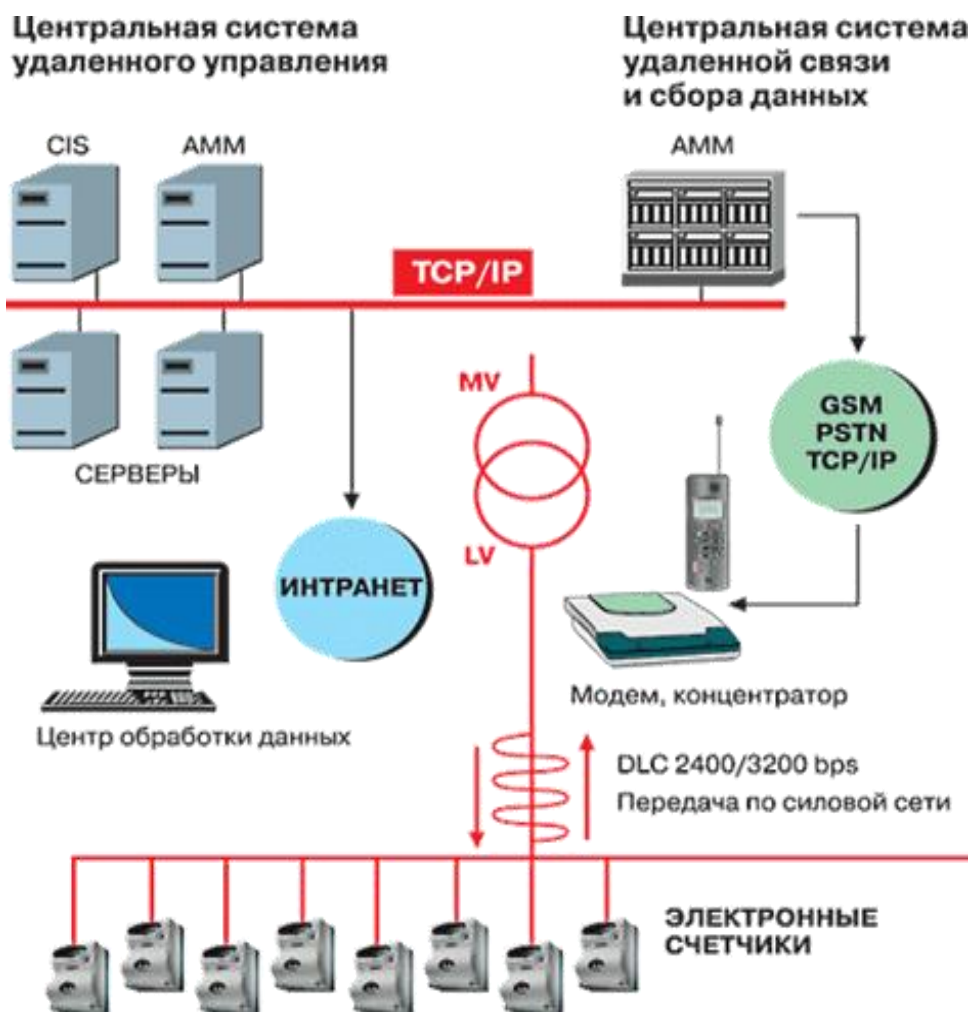 Центральная система
удаленного управления
Центральная система
удаленной связи
и сбора данных
CIS
AMM
AMM
TCP/IP
СЕРВЕРЫ
MV
LV
GSM
PSTN
TCP/IP
ИНТРАНЕТ
Центр обработки данных
Модем, концентратор
DLC 2400/3200 bps
Передача по силовой сети
ЭЛЕКТРОННЫЕ
СЧЕТЧИКИ